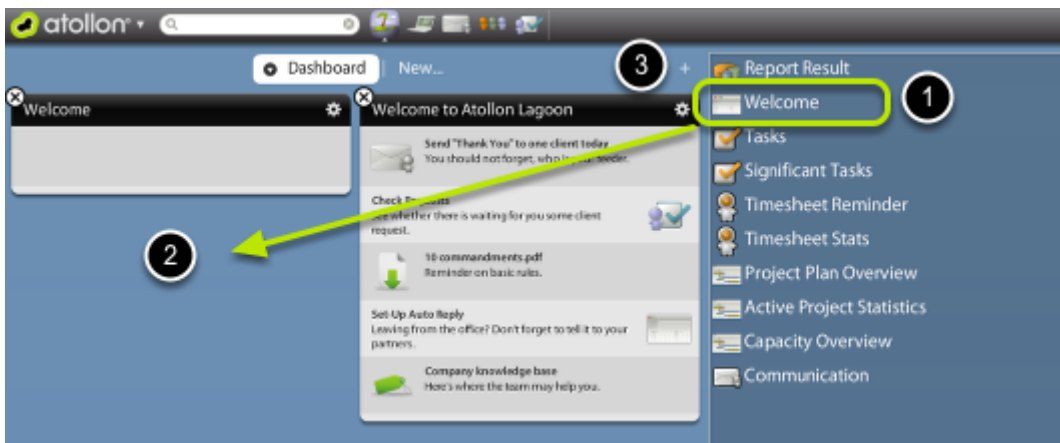 atollon
Dashboard
New...
3
+
Report Result
Welcome
1
Tasks
Significant Tasks
Timesheet Reminder
Timesheet Stats
Project Plan Overview
Active Project Statistics
Capacity Overview
Communication
Welcome
2
Welcome to Atollon Lagoon
Send "Thank You" to one client today
You should not forget, who is feeder.
Check
See whether there is waiting for you some client
request.
10 commandments.pdf
Reminder on basic rules.
Set-Up Auto Reply
Leaving from the office? Don't forget to tell it to your
partners.
Company knowledge base
Here's where the team may help you.